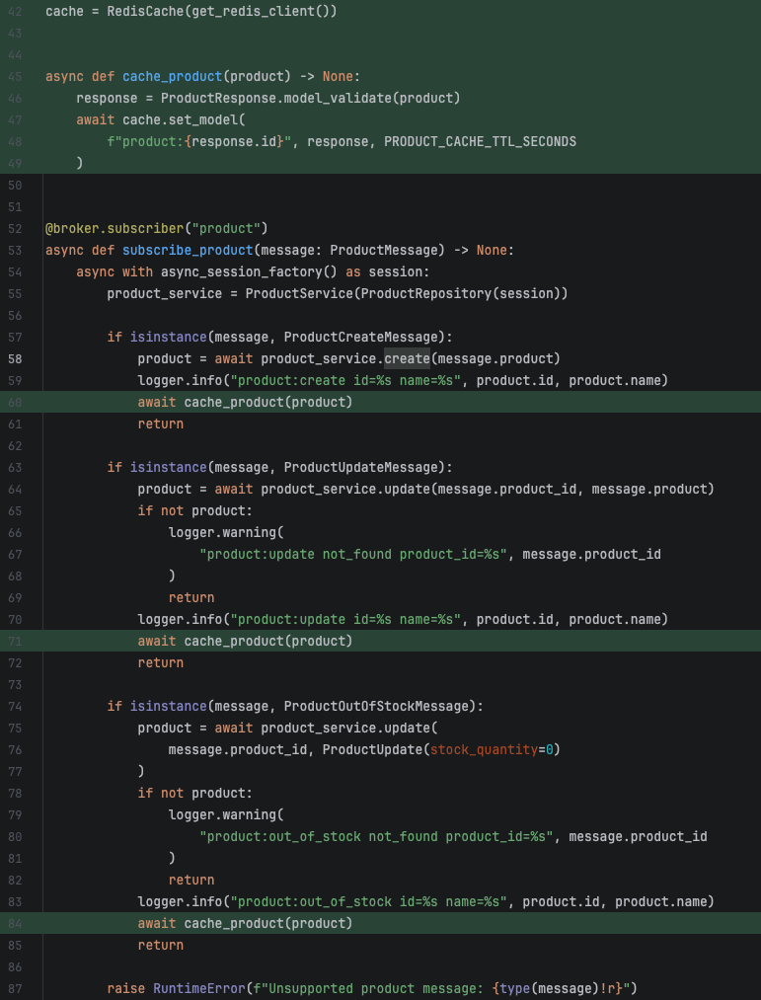 42 cache = RedisCache(get_redis_client())
43
44
45 async def cache_product(product) -> None:
46     response = ProductResponse.model_validate(product)
47     await cache.set_model(
48         f"product:{response.id}", response, PRODUCT_CACHE_TTL_SECONDS
49     )
50
51
52 @broker.subscriber("product")
53 async def subscribe_product(message: ProductMessage) -> None:
54     async with async_session_factory() as session:
55         product_service = ProductService(ProductRepository(session))
56
57         if isinstance(message, ProductCreateMessage):
58             product = await product_service.create(message.product)
59             logger.info("product:create id=%s name=%s", product.id, product.name)
60             await cache_product(product)
61             return
62
63         if isinstance(message, ProductUpdateMessage):
64             product = await product_service.update(message.product_id, message.product)
65             if not product:
66                 logger.warning(
67                     "product:update not_found product_id=%s", message.product_id
68                 )
69                 return
70             logger.info("product:update id=%s name=%s", product.id, product.name)
71             await cache_product(product)
72             return
73
74         if isinstance(message, ProductOutOfStockMessage):
75             product = await product_service.update(
76                 message.product_id, ProductUpdate(stock_quantity=0)
77             )
78             if not product:
79                 logger.warning(
80                     "product:out_of_stock not_found product_id=%s", message.product_id
81                 )
82                 return
83             logger.info("product:out_of_stock id=%s name=%s", product.id, product.name)
84             await cache_product(product)
85             return
86
87         raise RuntimeError(f"Unsupported product message: {type(message)!r}")